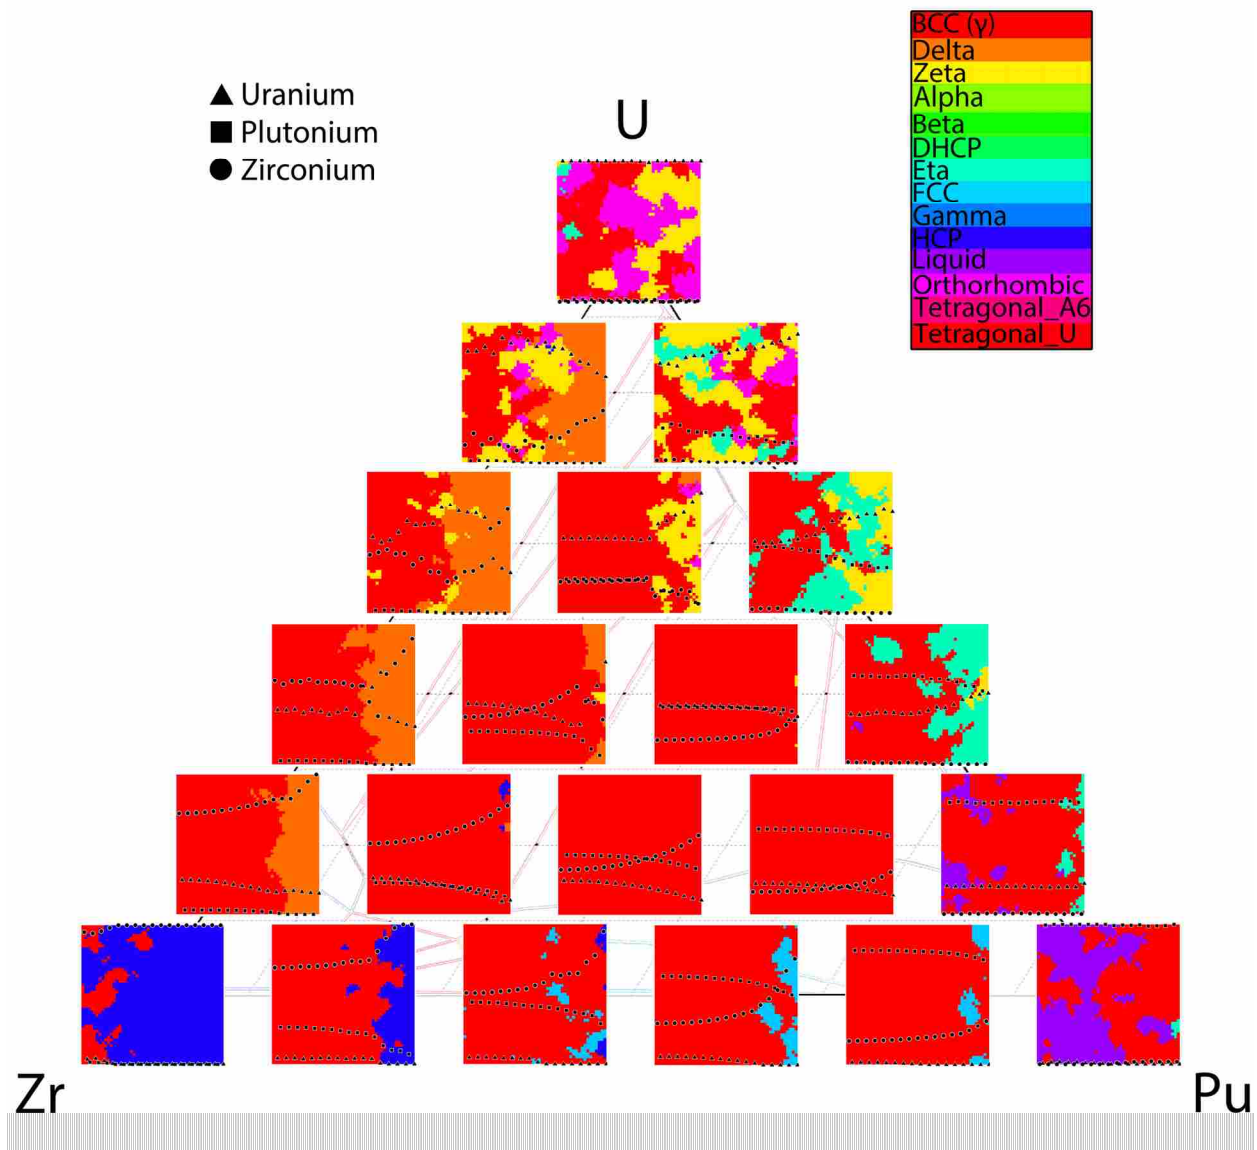 BCC (γ)
Delta
Zeta
Alpha
Beta
DHCP
Eta
FCC
Gamma
HCP
Liquid
Orthorhombic
Tetragonal_A6
Tetragonal_U
Uranium
Plutonium
Zirconium
U
Zr
Pu